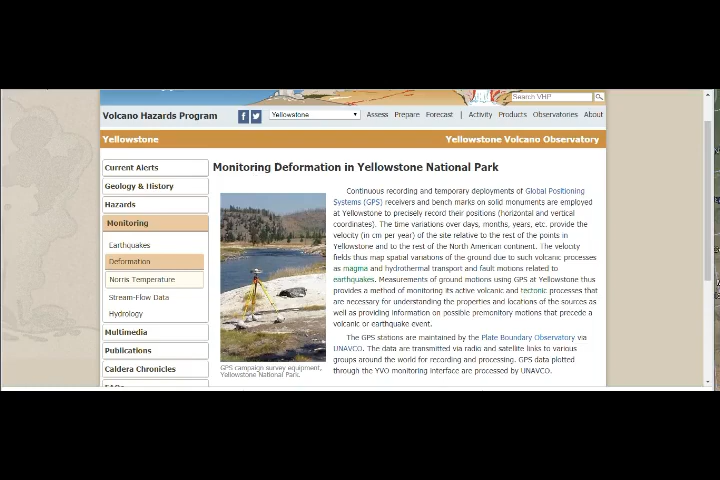 Search VHP
Volcano Hazards Program
f
Yellowstone
Assess Prepare Forecast | Activity Products Observatories About
Yellowstone
Yellowstone Volcano Observatory
Current Alerts
Geology & History
Hazards
Monitoring
Earthquakes
Deformation
Norris Temperature
Stream-Flow Data
Hydrology
Multimedia
Publications
Caldera Chronicles
FAQs
Monitoring Deformation in Yellowstone National Park
GPS campaign survey equipment,
Yellowstone National Park.
Continuous recording and temporary deployments of Global Positioning
Systems (GPS) receivers and bench marks on solid monuments are employed
at Yellowstone to precisely record their positions (horizontal and vertical
coordinates). The time variations over days, months, years, etc. provide the
velocity (in cm per year) of the site relative to the rest of the points in
Yellowstone and to the rest of the North American continent. The velocity
fields thus map spatial variations of the ground due to such volcanic processes
as magma and hydrothermal transport and fault motions related to
earthquakes. Measurements of ground motions using GPS at Yellowstone thus
provides a method of monitoring its active volcanic and tectonic processes that
are necessary for understanding the properties and locations of the sources as
well as providing information on possible premonitory motions that precede a
volcanic or earthquake event.
The GPS stations are maintained by the Plate Boundary Observatory via
UNAVCO. The data are transmitted via radio and satellite links to various
groups around the world for recording and processing. GPS data plotted
through the YVO monitoring interface are processed by UNAVCO.